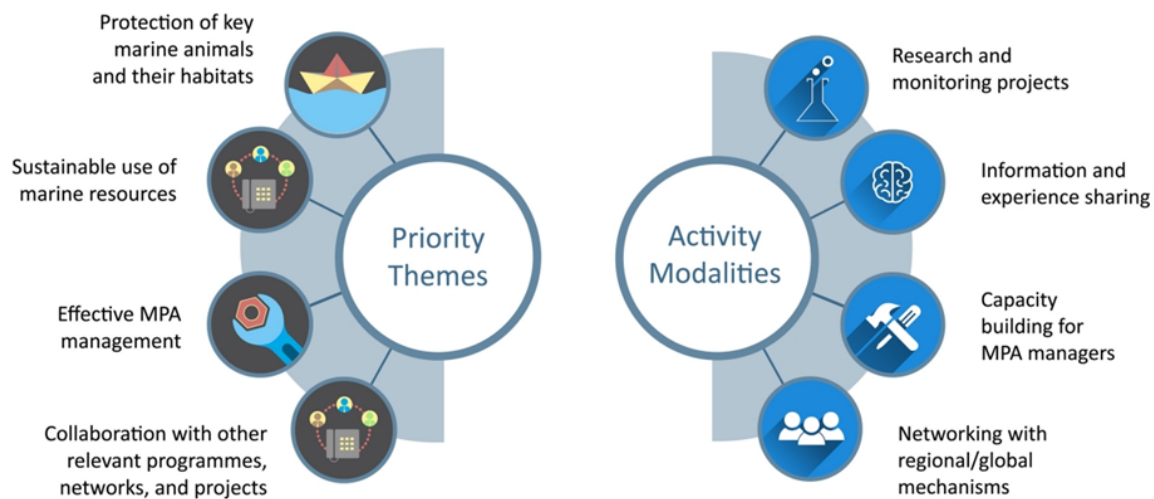 Protection of key
marine animals
and their habitats
Sustainable use of
marine resources
Effective MPA
management
Collaboration with other
relevant programmes,
networks, and projects
Priority
Themes
Activity
Modalities
Research and
monitoring projects
Information and
experience sharing
Capacity
building for
MPA managers
Networking with
regional/global
mechanisms